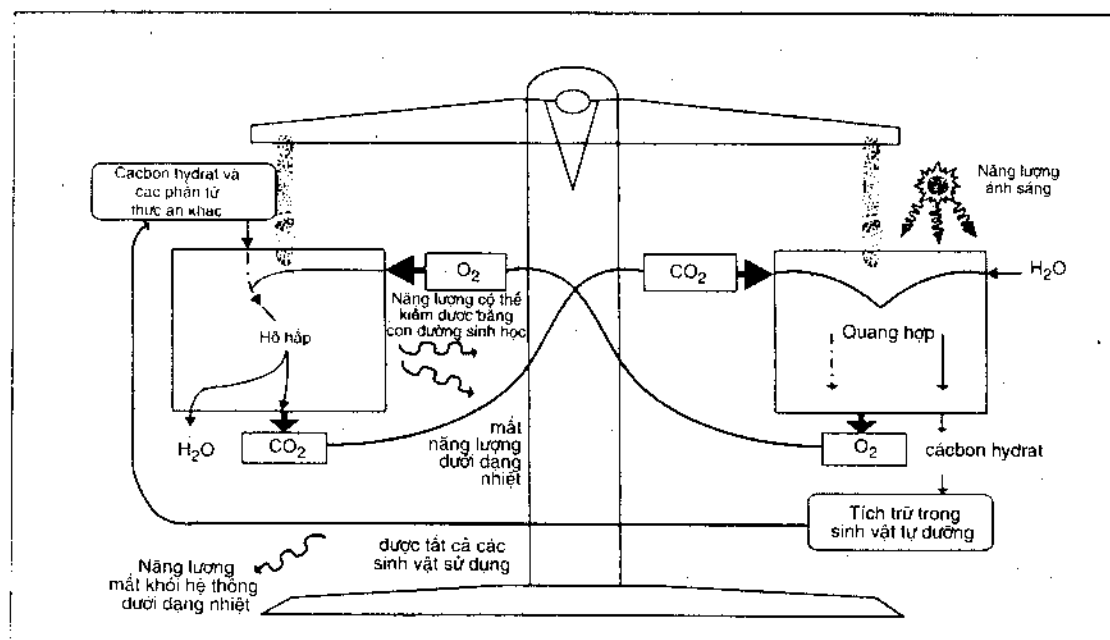 Cacbon hydrat và
các phân tử
thức ăn khác
Năng lượng
ánh sáng
O₂
CO₂
H₂O
Năng lượng có thể
kiếm được bằng
con đường sinh học
Hô hấp
Quang hợp
H₂O
CO₂
mất
năng lượng
dưới dạng
nhiệt
O₂
cácbon hydrat
Tích trữ trong
sinh vật tự dưỡng
được tất cả các
sinh vật sử dụng
Năng lượng
mất khỏi hệ thống
dưới dạng nhiệt